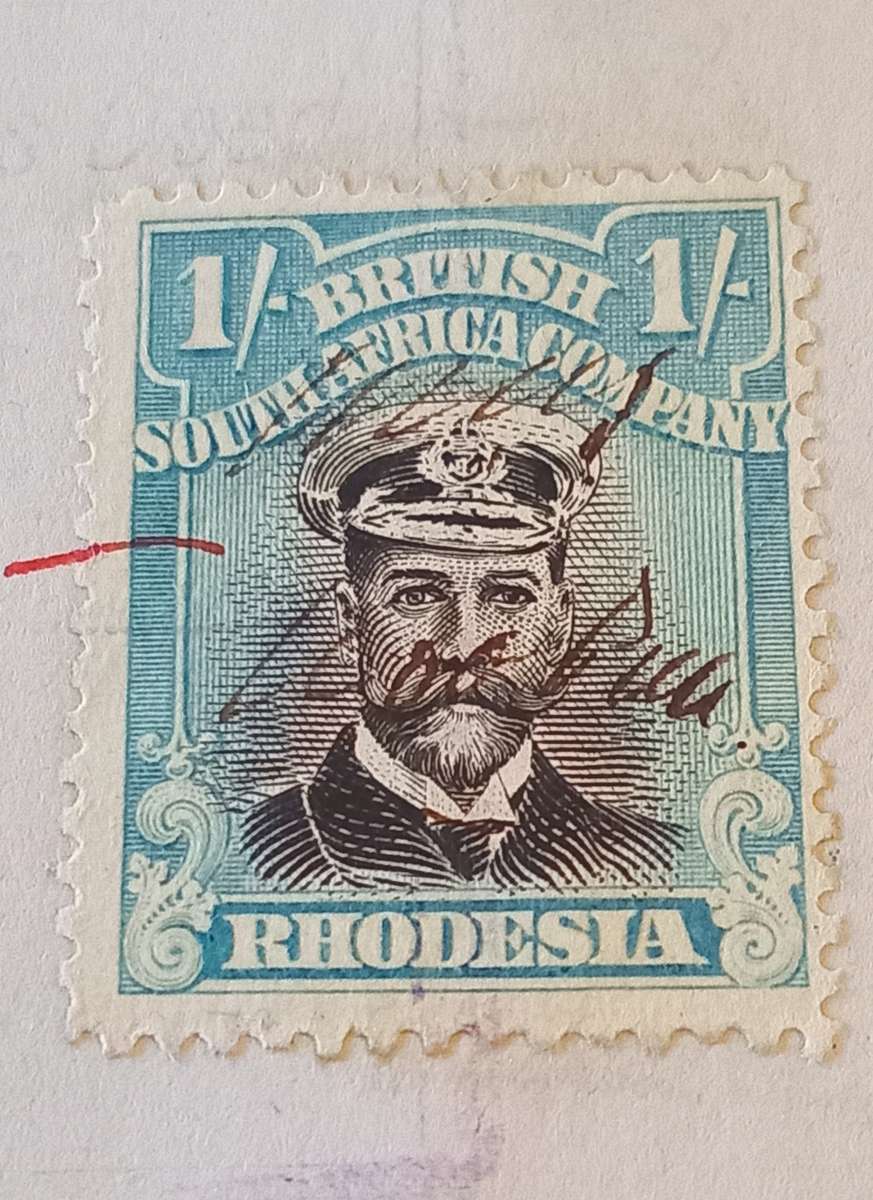 1/- BRITISH 1/-
SOUTH AFRICA COMPANY
RHODESIA